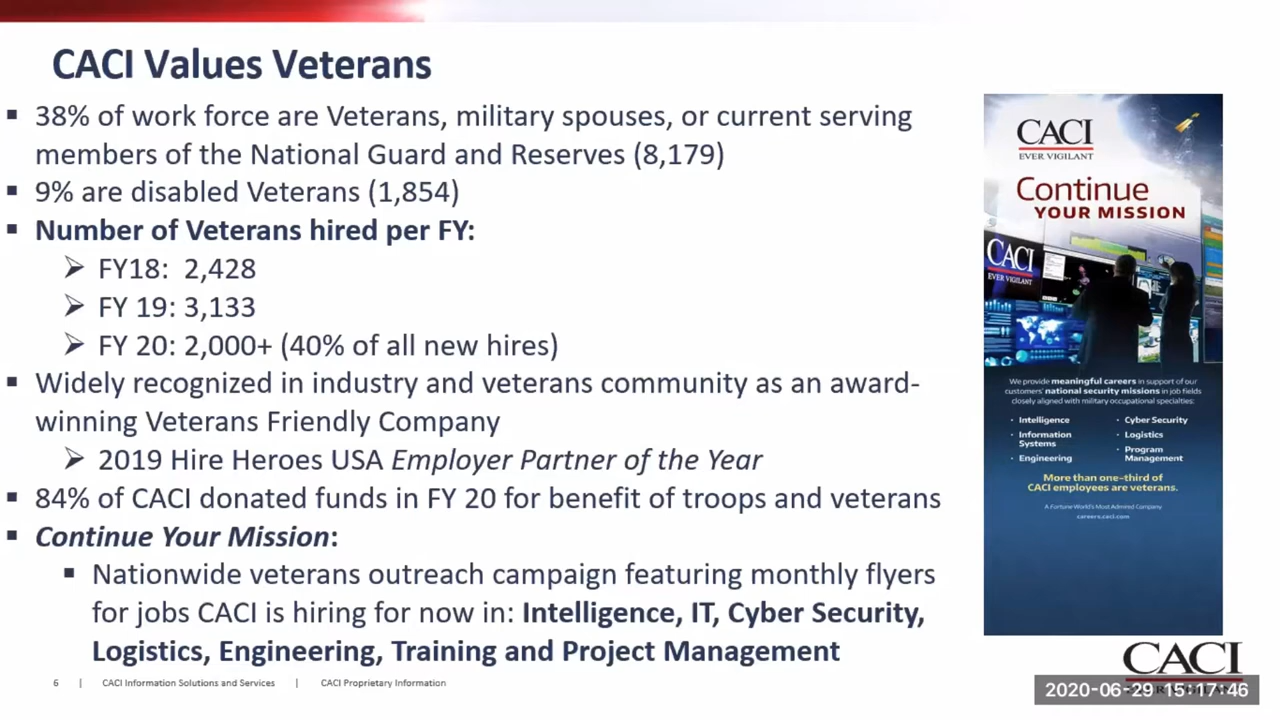 CACI Values Veterans
▪ 38% of work force are Veterans, military spouses, or current serving
members of the National Guard and Reserves (8,179)
▪ 9% are disabled Veterans (1,854)
▪ Number of Veterans hired per FY:
➢ FY18: 2,428
➢ FY 19: 3,133
➢ FY 20: 2,000+ (40% of all new hires)
▪ Widely recognized in industry and veterans community as an award-
winning Veterans Friendly Company
➢ 2019 Hire Heroes USA Employer Partner of the Year
▪ 84% of CACI donated funds in FY 20 for benefit of troops and veterans
▪ Continue Your Mission:
▪ Nationwide veterans outreach campaign featuring monthly flyers
for jobs CACI is hiring for now in: Intelligence, IT, Cyber Security,
Logistics, Engineering, Training and Project Management
CACI
EVER VIGILANT
Continue
YOUR MISSION
CACI
EVER VIGILANT
We provide meaningful careers in support of our
customers' national security missions in job fields
closely aligned with military occupational specialties:
· Intelligence
· Information
Systems
· Engineering
· Cyber Security
· Logistics
· Program
Management
More than one-third of
CACI employees are veterans.
A Fortune World's Most Admired Company
careers.caci.com
6 | CACI Information Solutions and Services | CACI Proprietary Information
CACI
2020-06-29 15:17:46